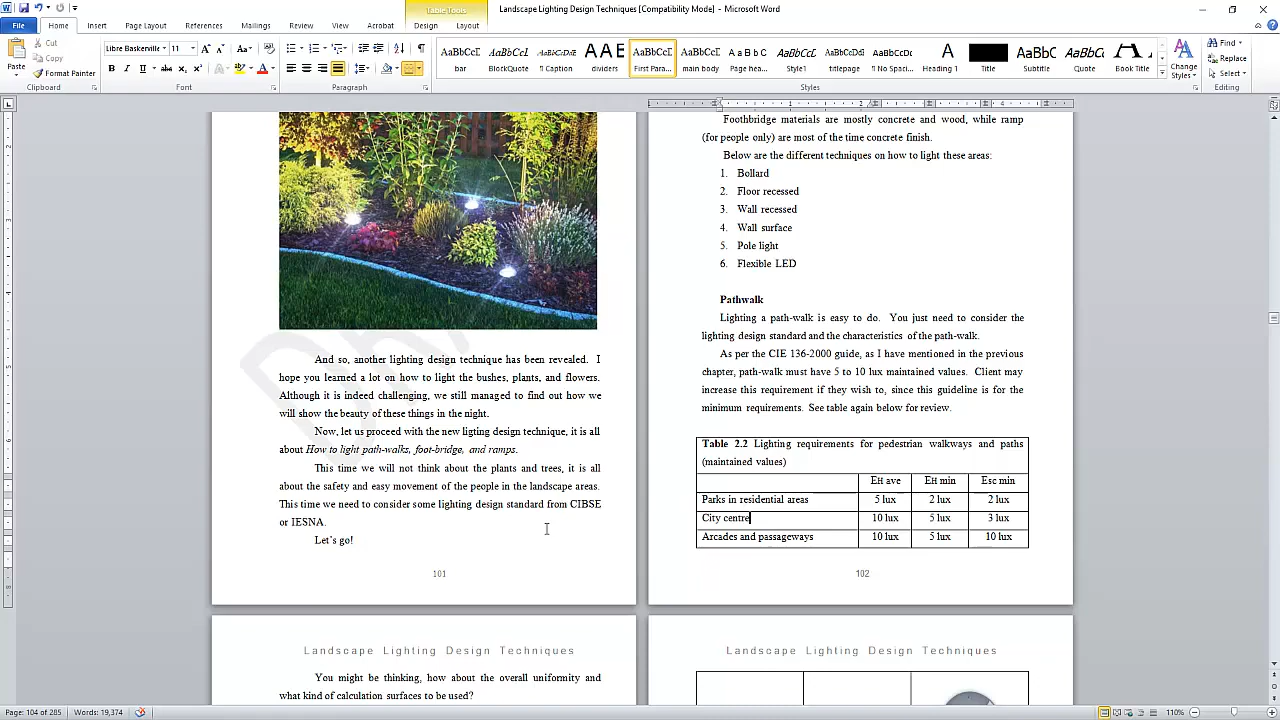 Landscape Lighting Design Techniques [Compatibility Mode] - Microsoft Word
Table Tools
File Home Insert Page Layout References Mailings Review View Acrobat Design Layout
Paste
Cut
Copy
Format Painter
Clipboard
Libre Baskerville 11
Font
Paragraph
AaBbCcE AaBbCcL AaBbCcDc AAE AaBbCcE AaBbCc AaBbC AaBbCc AaBbCcDd AaBbCcDc A AaBbC AaBbCc
bar BlockQuote ¶ Caption dividers First Para... main body Page hea... Style1 titlepage ¶ No Spaci... Heading 1 Title Subtitle Quote Book Title
Change Styles
Styles
Find
Replace
Select
Editing
And so, another lighting design technique has been revealed. I
hope you learned a lot on how to light the bushes, plants, and flowers.
Although it is indeed challenging, we still managed to find out how we
will show the beauty of these things in the night.
Now, let us proceed with the new ligting design technique, it is all
about How to light path-walks, foot-bridge, and ramps.
This time we will not think about the plants and trees, it is all
about the safety and easy movement of the people in the landscape areas.
This time we need to consider some lighting design standard from CIBSE
or IESNA.
Let's go!
101
Footbridge materials are mostly concrete and wood, while ramp
(for people only) are most of the time concrete finish.
Below are the different techniques on how to light these areas:
1. Bollard
2. Floor recessed
3. Wall recessed
4. Wall surface
5. Pole light
6. Flexible LED
Pathwalk
Lighting a path-walk is easy to do. You just need to consider the
lighting design standard and the characteristics of the path-walk.
As per the CIE 136-2000 guide, as I have mentioned in the previous
chapter, path-walk must have 5 to 10 lux maintained values. Client may
increase this requirement if they wish to, since this guideline is for the
minimum requirements. See table again below for review.
Table 2.2 Lighting requirements for pedestrian walkways and paths
(maintained values)
EH ave EH min Esc min
Parks in residential areas 5 lux 2 lux 2 lux
City centre 10 lux 5 lux 3 lux
Arcades and passageways 10 lux 5 lux 10 lux
102
Landscape Lighting Design Techniques
You might be thinking, how about the overall uniformity and
what kind of calculation surfaces to be used?
Landscape Lighting Design Techniques
Page: 104 of 285 Words: 19,374 110%